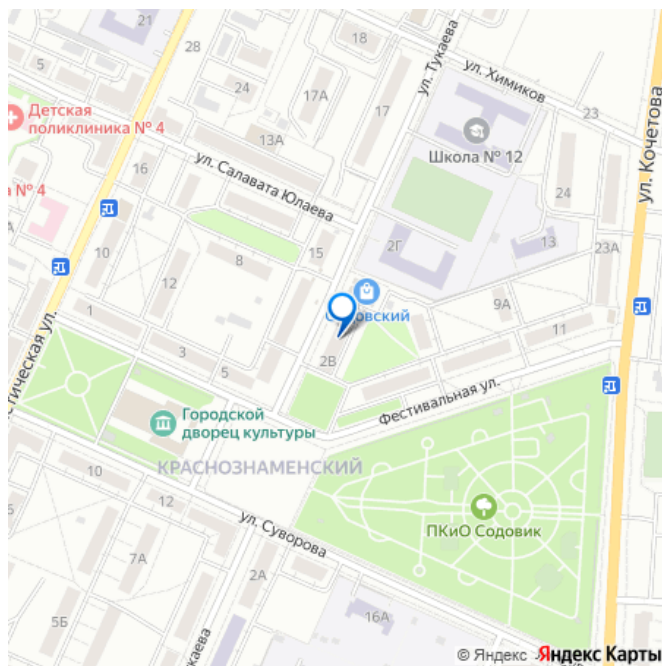 21
28
18
ул. Тукаева
ул. Химиков
5
24
17А
17
23
ул. Кочетова
Детская
поликлиника № 4
13А
Школа № 12
16
ул. Салавата Юлаева
24
№ 4
10
12
8
15
2Г
13
23А
9А
1
3
5
2В
11
Фестивальная ул.
Городской
дворец культуры
КРАСНОЗНАМЕНСКИЙ
10
12
ул. Суворова
ПКиО Содовик
7А
2А
5Б
16А
© Яндекс
Яндекс Карты